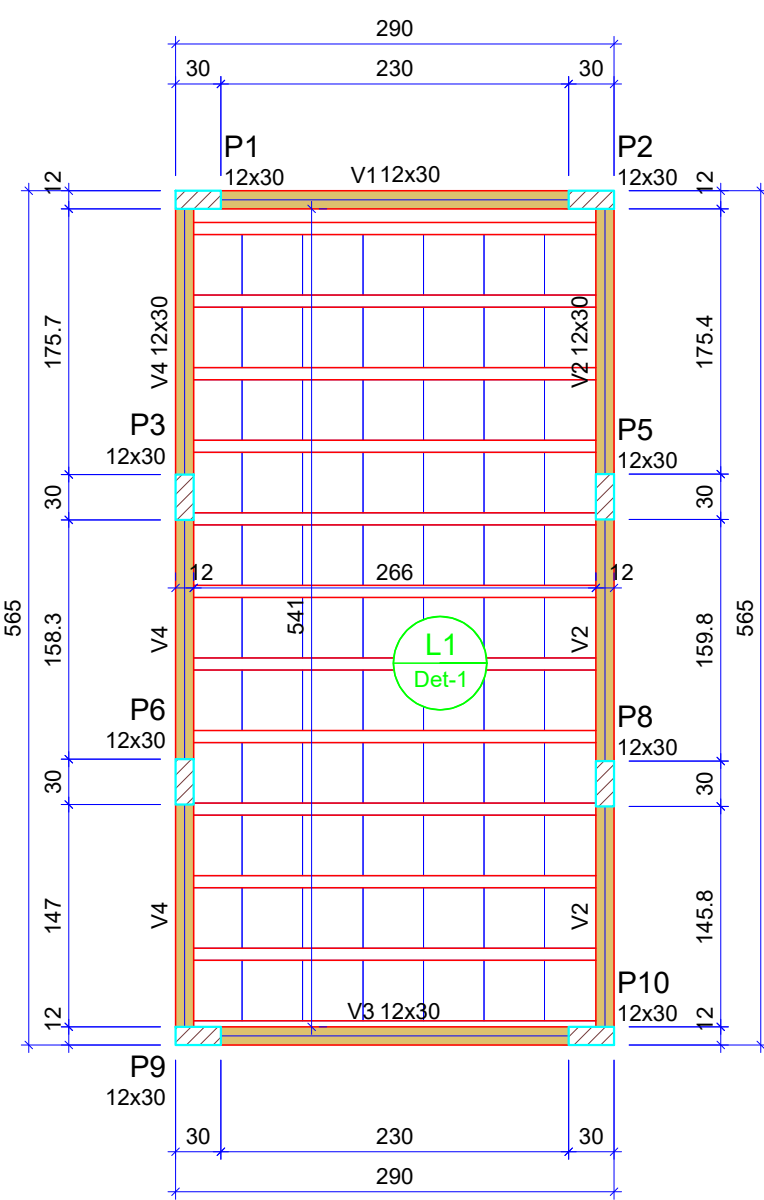 290
30 230 30
P1 P2
12x30 V1 12x30 12x30
12 12
V4 12x30 V2 12x30
175.7 175.4
P3 P5
12x30 12x30
30 30
12 266 12
541
565 565
158.3 159.8
V4 V2
L1
Det-1
P6 P8
12x30 12x30
30 30
147 145.8
V4 V2
P10
V3 12x30 12x30
12 12
P9
12x30
30 230 30
290